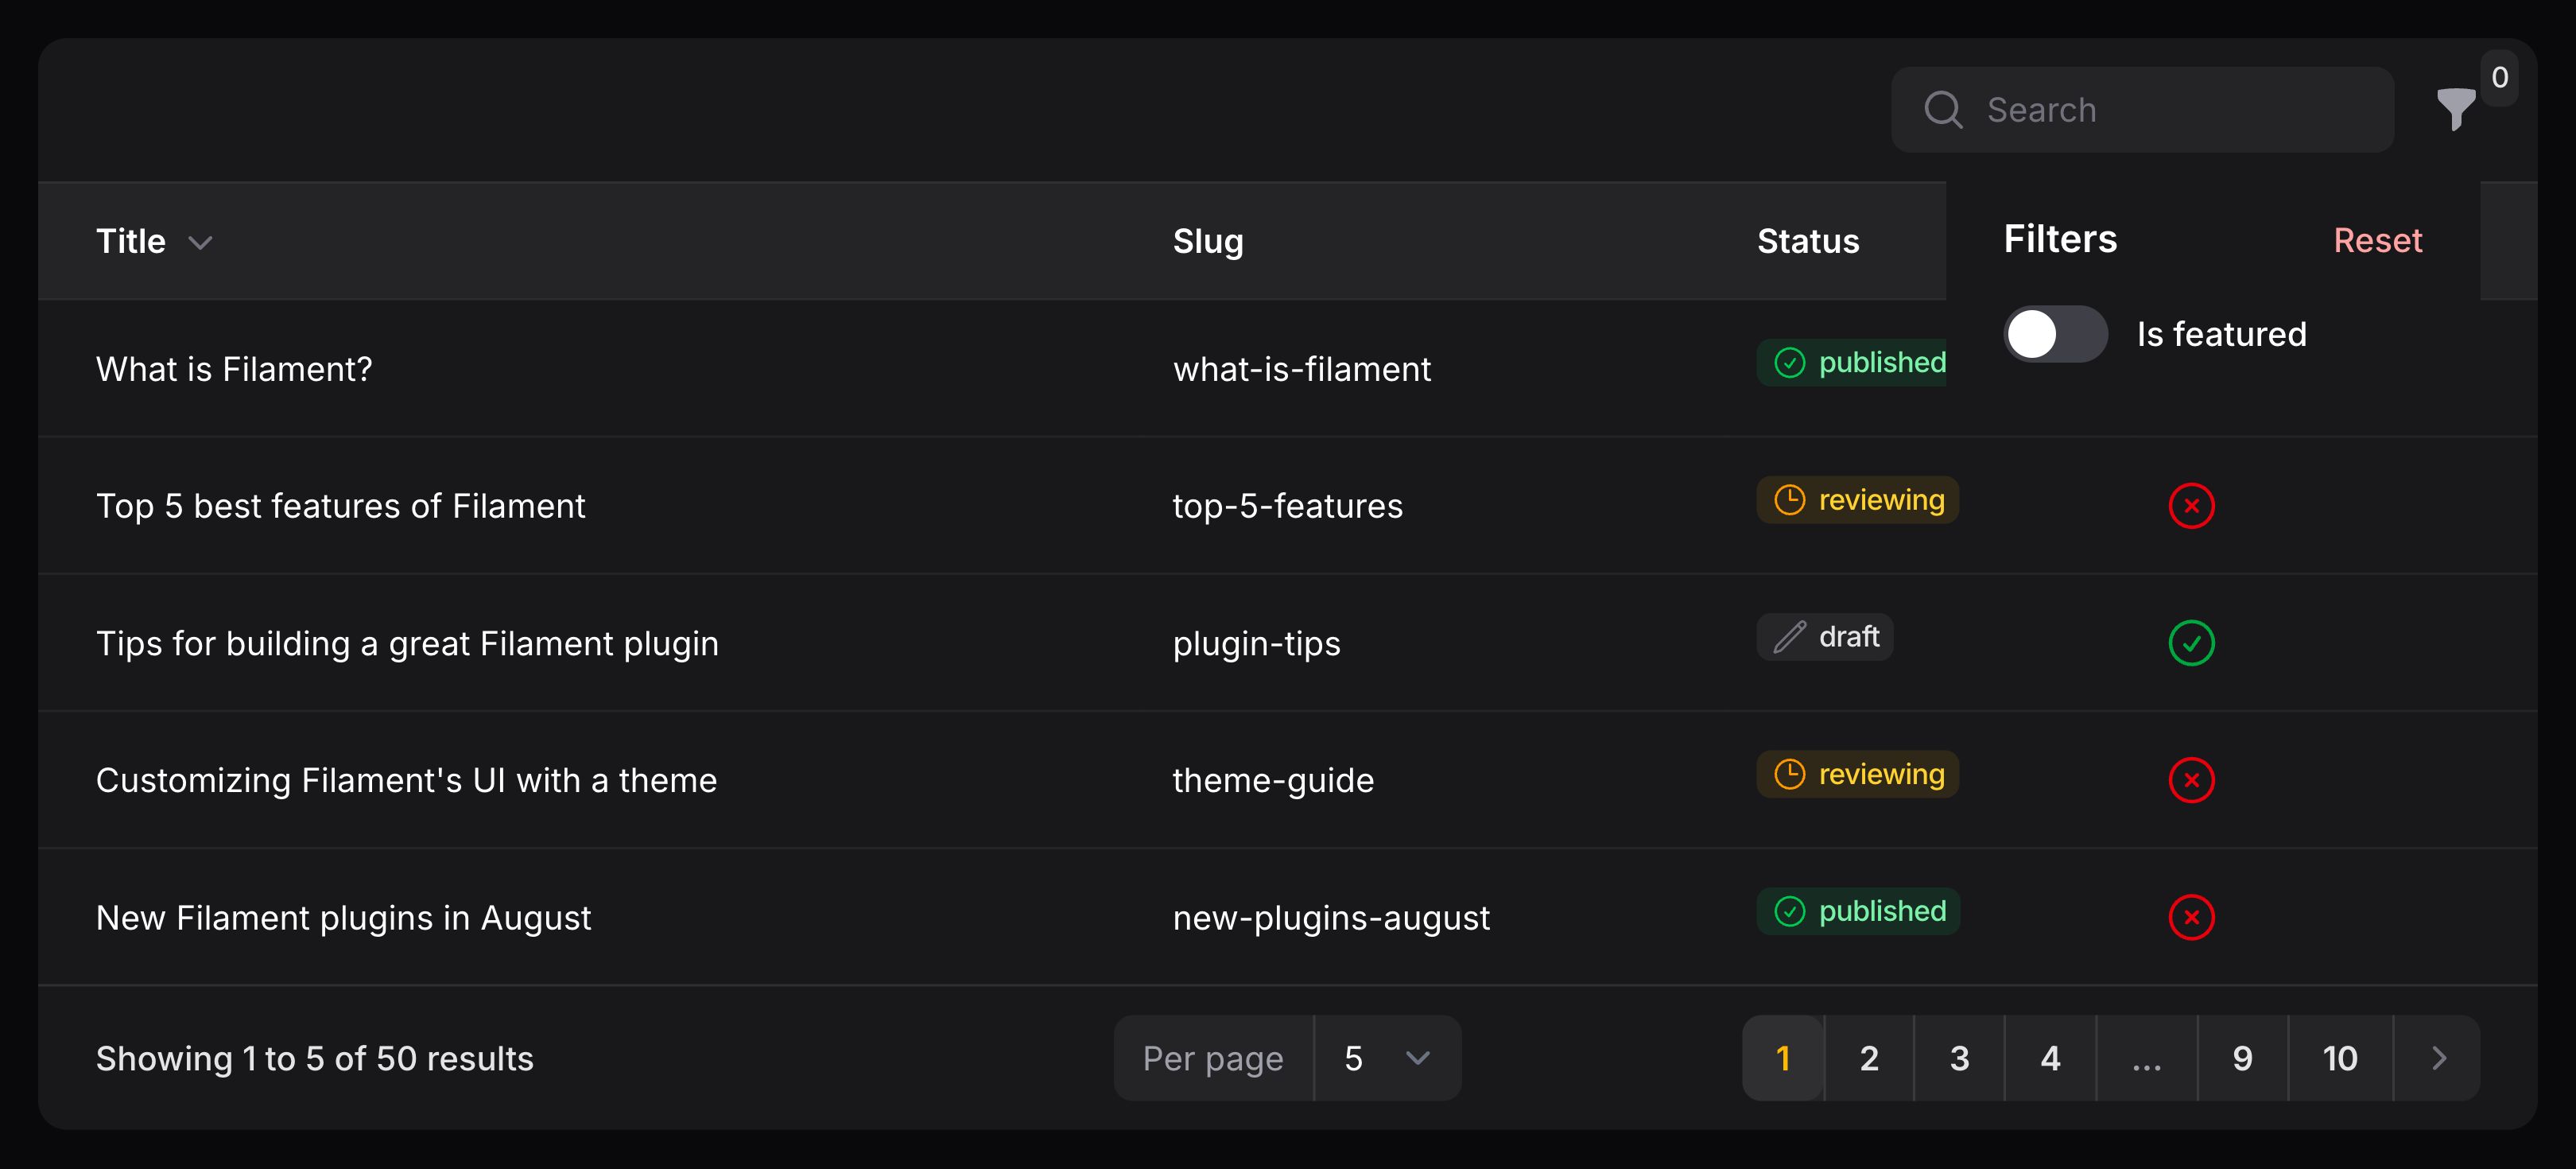 Search
0
Title Slug Status Filters Reset
Is featured
What is Filament? what-is-filament published
Top 5 best features of Filament top-5-features reviewing
Tips for building a great Filament plugin plugin-tips draft
Customizing Filament's UI with a theme theme-guide reviewing
New Filament plugins in August new-plugins-august published
Showing 1 to 5 of 50 results Per page 5 1 2 3 4 ... 9 10